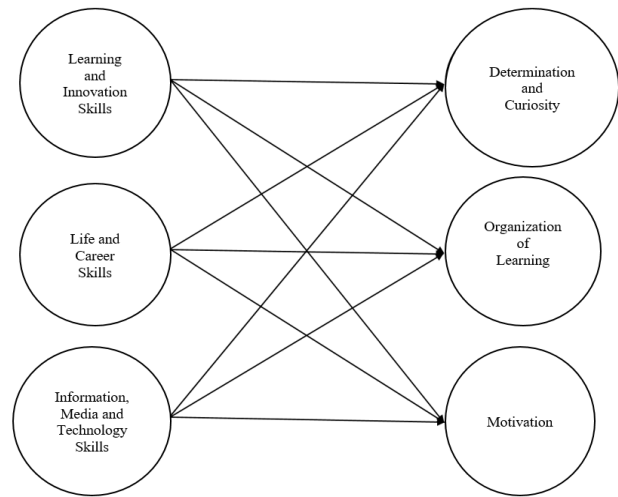 Learning
and
Innovation
Skills
Determination
and
Curiosity
Life and
Career
Skills
Organization
of
Learning
Information,
Media and
Technology
Skills
Motivation